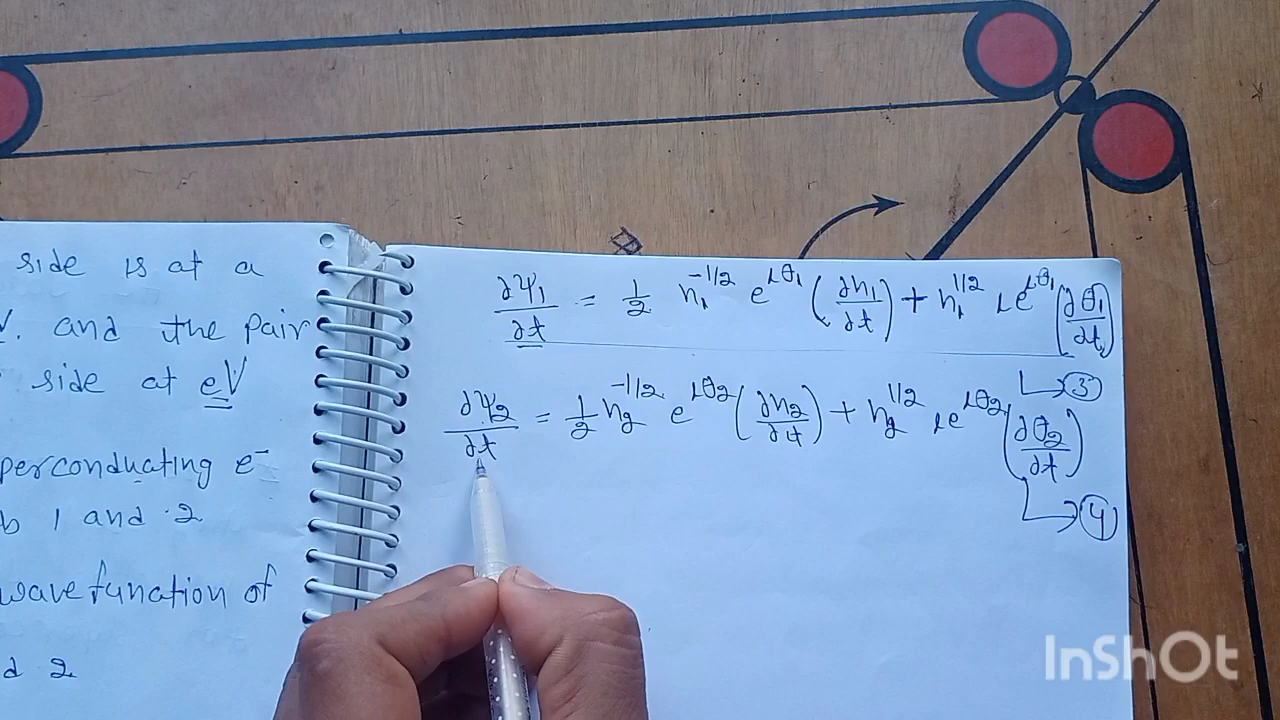 side is at a
V. and the pair
side at eV
perconducting e⁻
b 1 and 2
wavefunction of
d 2
∂ψ₁/∂t = 1/2 n₁^(-1/2) e^(iθ₁) (∂n₁/∂t) + n₁^(1/2) i e^(iθ₁) (∂θ₁/∂t)
→ ③
∂ψ₂/∂t = 1/2 n₂^(-1/2) e^(iθ₂) (∂n₂/∂t) + n₂^(1/2) i e^(iθ₂) (∂θ₂/∂t)
→ ④
InShOt